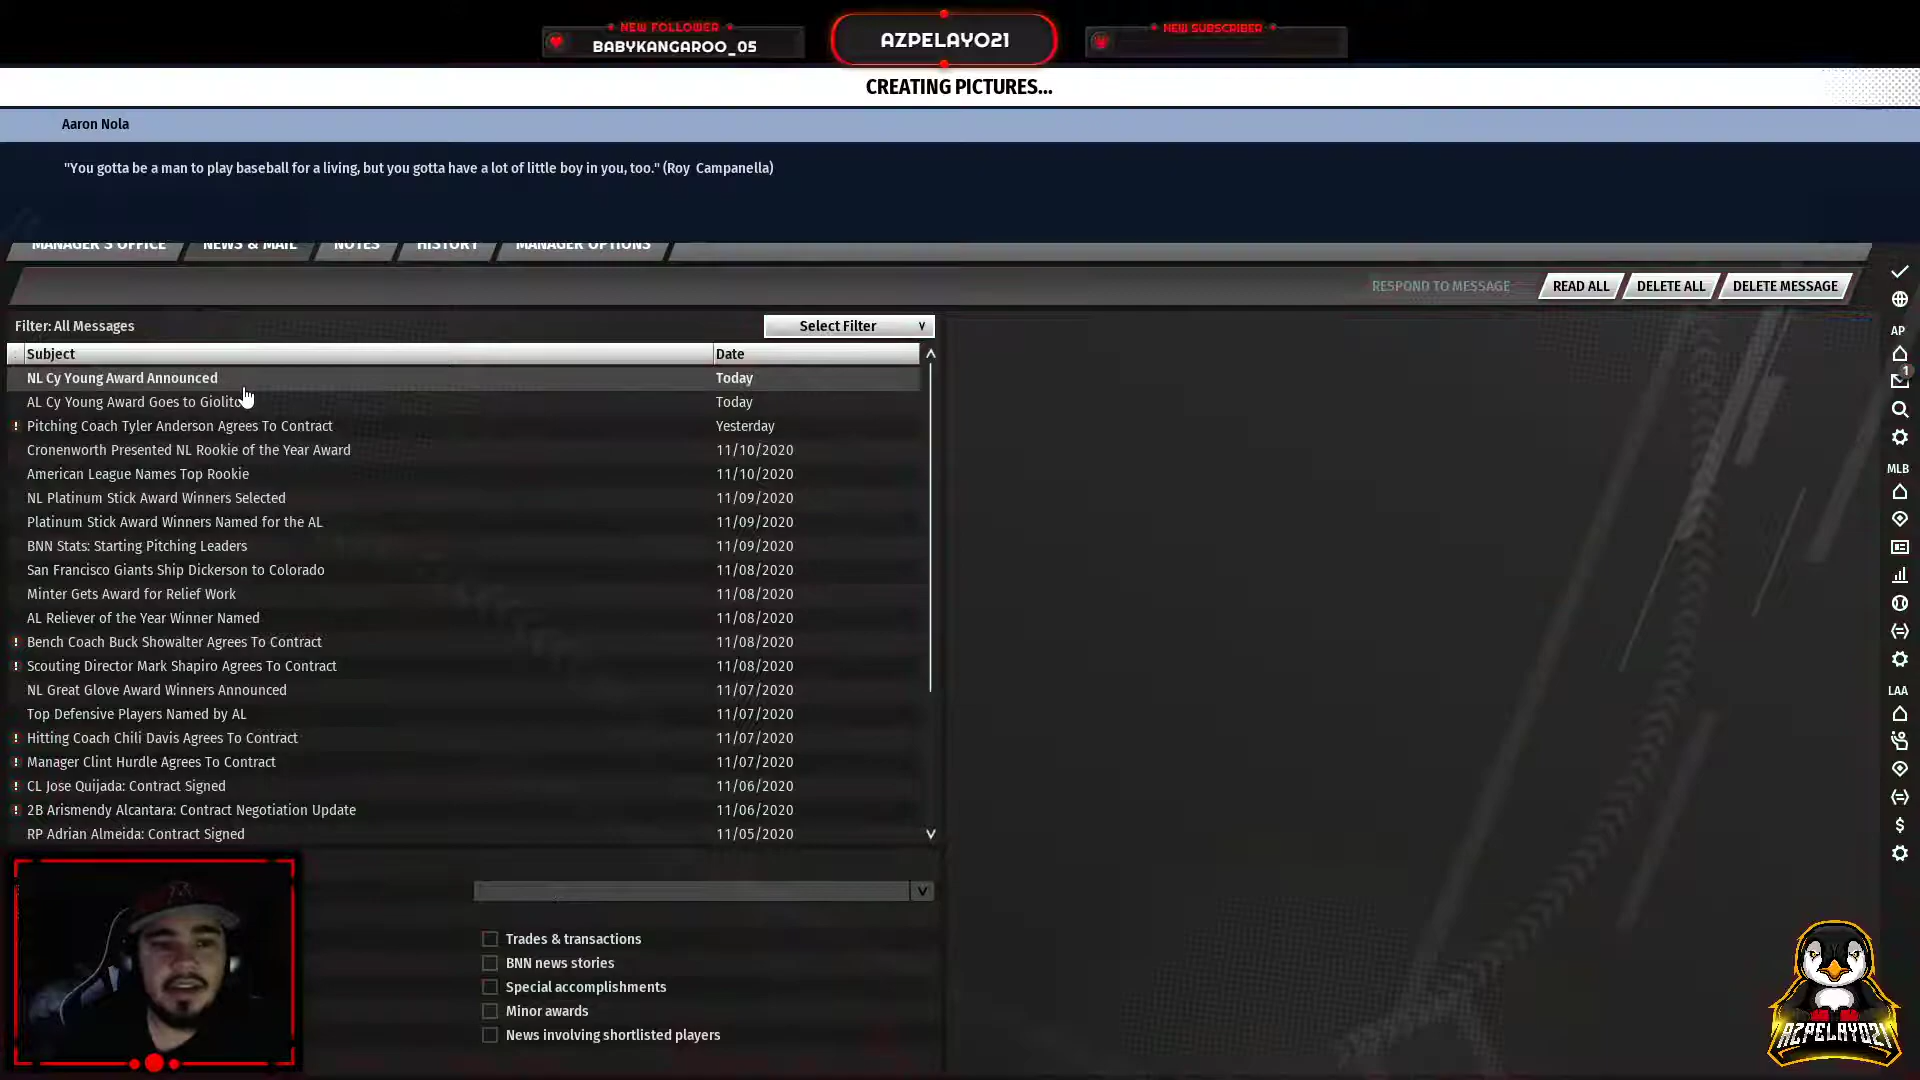 NEW FOLLOWER
BABYKANGAROO_05
AZPELAYO21
NEW SUBSCRIBER
CREATING PICTURES...
Aaron Nola
"You gotta be a man to play baseball for a living, but you gotta have a lot of little boy in you, too." (Roy Campanella)
MANAGER'S OFFICE
NEWS & MAIL
NOTES
HISTORY
MANAGER OPTIONS
RESPOND TO MESSAGE
READ ALL
DELETE ALL
DELETE MESSAGE
Filter: All Messages
Select Filter
Subject Date
NL Cy Young Award Announced Today
AL Cy Young Award Goes to Giolito Today
! Pitching Coach Tyler Anderson Agrees To Contract Yesterday
Cronenworth Presented NL Rookie of the Year Award 11/10/2020
American League Names Top Rookie 11/10/2020
NL Platinum Stick Award Winners Selected 11/09/2020
Platinum Stick Award Winners Named for the AL 11/09/2020
BNN Stats: Starting Pitching Leaders 11/09/2020
San Francisco Giants Ship Dickerson to Colorado 11/08/2020
Minter Gets Award for Relief Work 11/08/2020
AL Reliever of the Year Winner Named 11/08/2020
! Bench Coach Buck Showalter Agrees To Contract 11/08/2020
! Scouting Director Mark Shapiro Agrees To Contract 11/08/2020
NL Great Glove Award Winners Announced 11/07/2020
Top Defensive Players Named by AL 11/07/2020
! Hitting Coach Chili Davis Agrees To Contract 11/07/2020
! Manager Clint Hurdle Agrees To Contract 11/07/2020
! CL Jose Quijada: Contract Signed 11/06/2020
! 2B Arismendy Alcantara: Contract Negotiation Update 11/06/2020
RP Adrian Almeida: Contract Signed 11/05/2020
Trades & transactions
BNN news stories
Special accomplishments
Minor awards
News involving shortlisted players
AP
1
MLB
LAA
$
AZPELAYO21